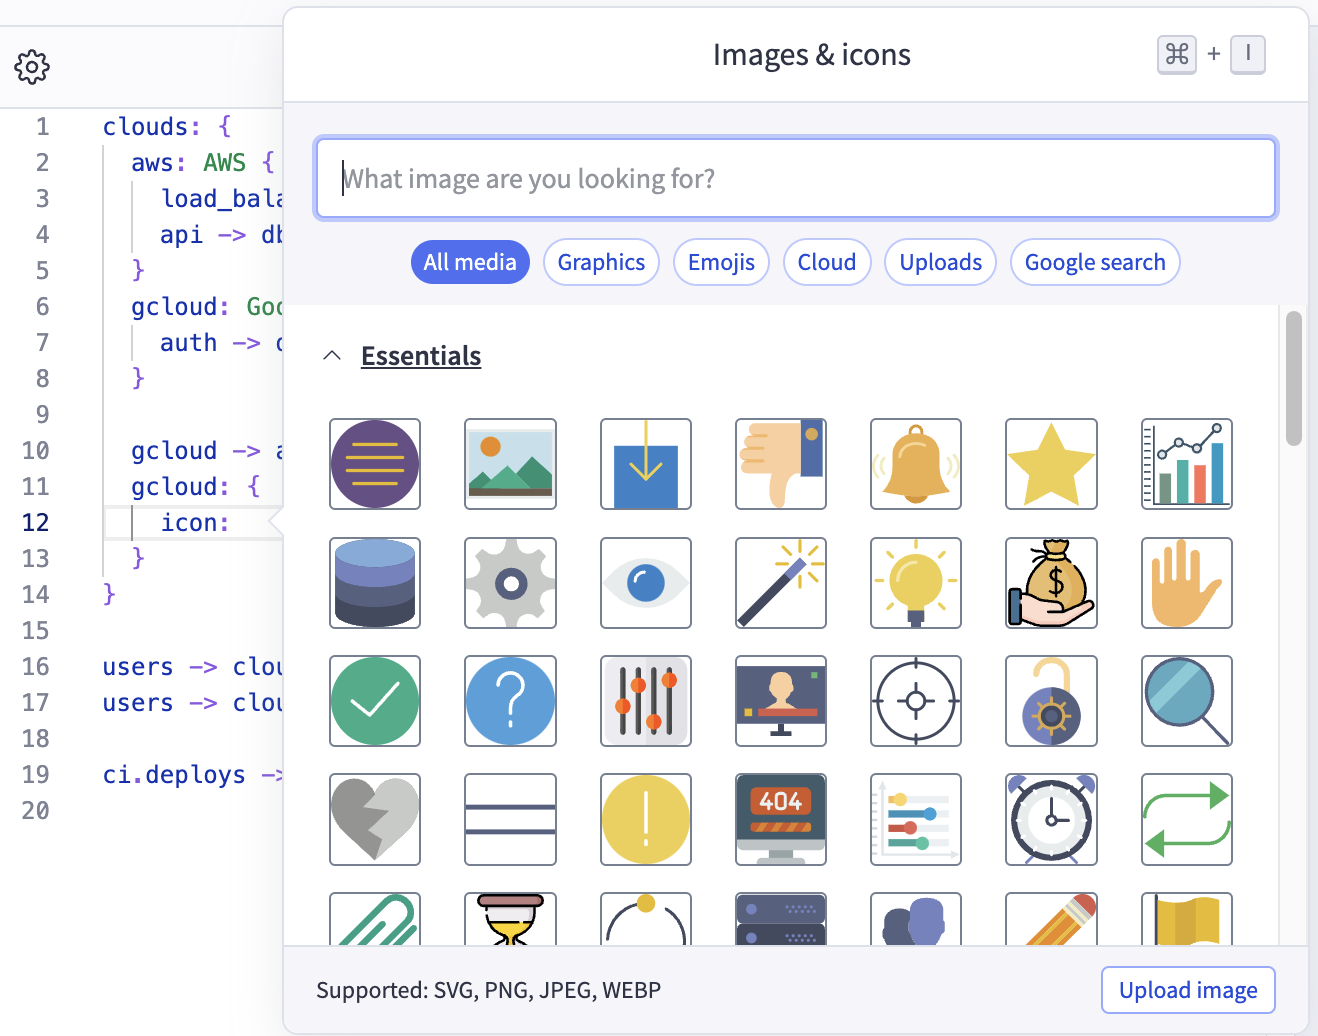 Images & icons
⌘ + I
What image are you looking for?
All media Graphics Emojis Cloud Uploads Google search
Essentials
$
?
!
404
Supported: SVG, PNG, JPEG, WEBP
Upload image
1 clouds: {
2 aws: AWS {
3 load_bala
4 api -> db
5 }
6 gcloud: Goo
7 auth ->
8 }
9
10 gcloud -> a
11 gcloud: {
12 icon:
13 }
14 }
15
16 users -> clou
17 users -> clou
18
19 ci.deploys ->
20